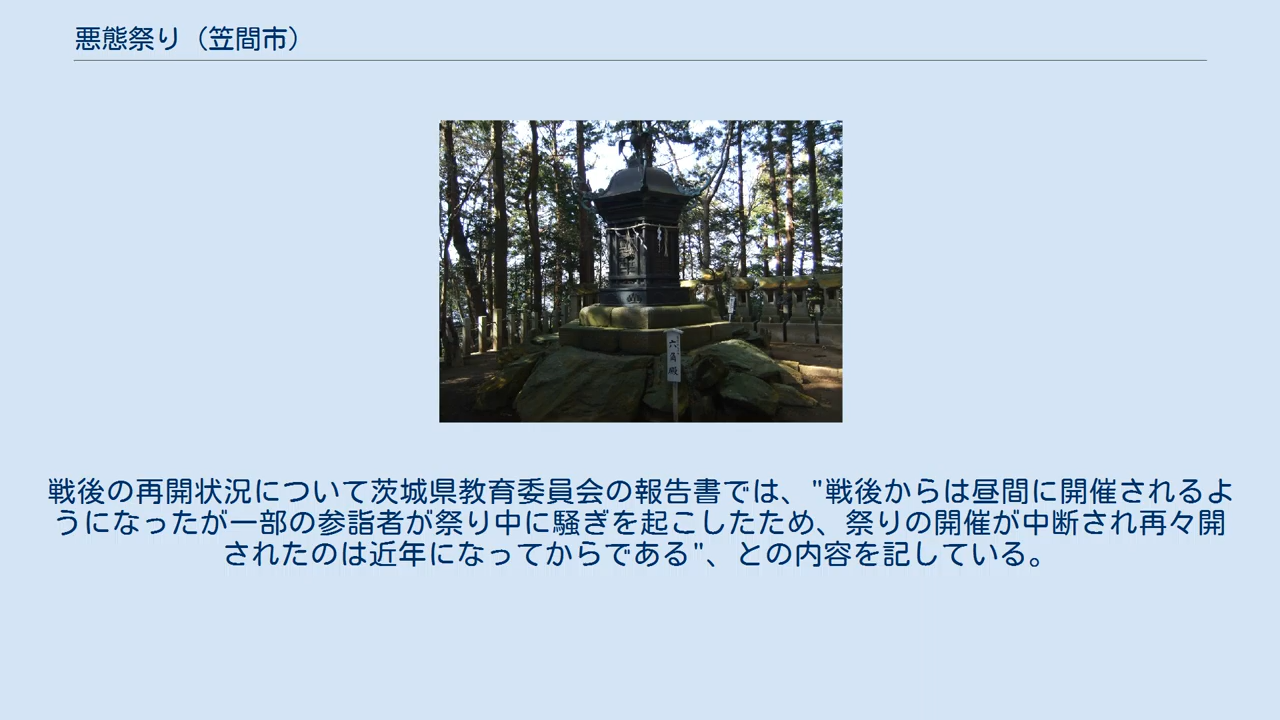 悪態祭り（笠間市）
六角殿
戦後の再開状況について茨城県教育委員会の報告書では、"戦後からは昼間に開催されるよ
うになったが一部の参詣者が祭り中に騒ぎを起こしたため、祭りの開催が中断され再々開
されたのは近年になってからである"、との内容を記している。